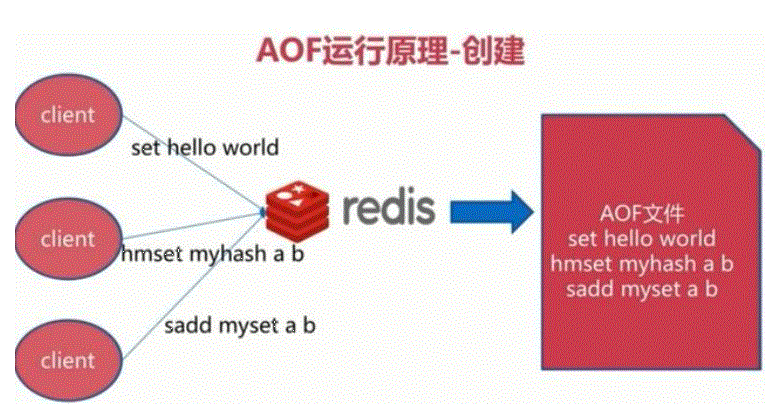 AOF运行原理-创建
client
set hello world
client
hmset myhash a b
client
sadd myset a b
redis
AOF文件
set hello world
hmset myhash a b
sadd myset a b